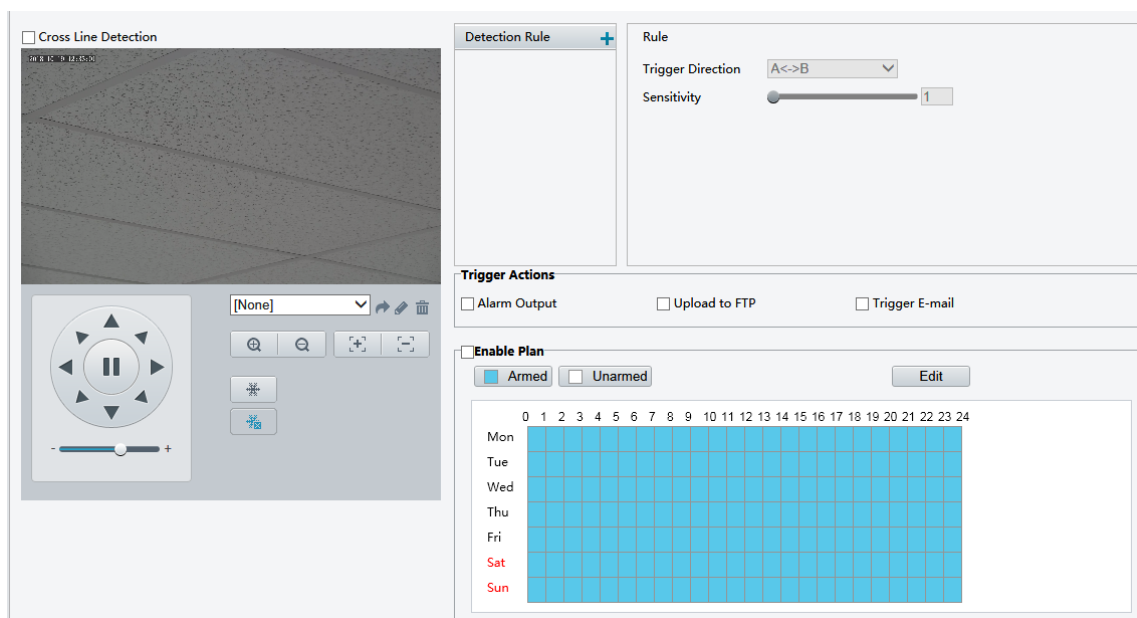 Cross Line Detection
[None]
- +
Detection Rule
Rule
Trigger Direction A<->B
Sensitivity 1
Trigger Actions
Alarm Output Upload to FTP Trigger E-mail
Enable Plan
Armed Unarmed Edit
0 1 2 3 4 5 6 7 8 9 10 11 12 13 14 15 16 17 18 19 20 21 22 23 24
Mon
Tue
Wed
Thu
Fri
Sat
Sun